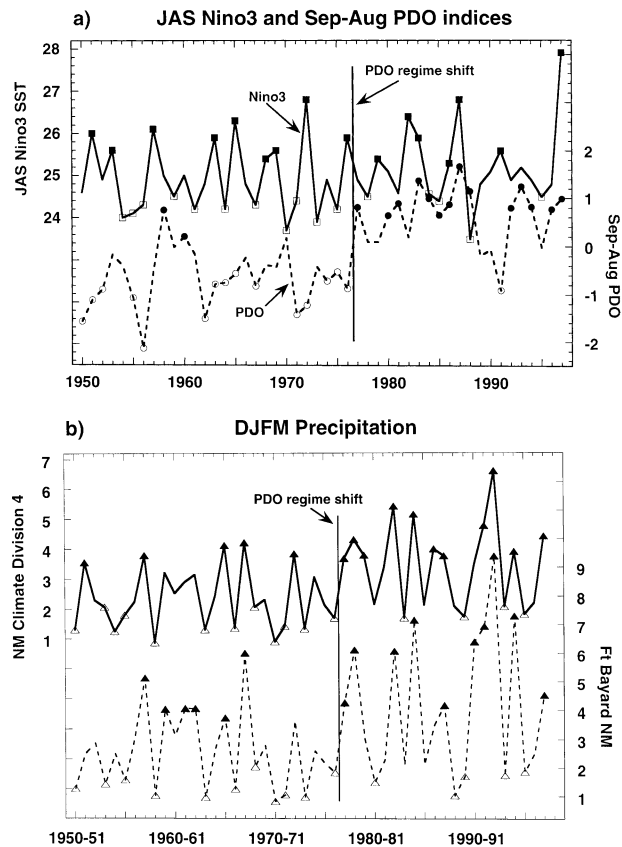 a) JAS Nino3 and Sep-Aug PDO indices
28
27
26
25
24
JAS Nino3 SST
Nino3
PDO regime shift
PDO
2
1
0
-1
-2
Sep-Aug PDO
1950 1960 1970 1980 1990
b) DJFM Precipitation
7
6
5
4
3
2
1
NM Climate Division 4
PDO regime shift
9
8
7
6
5
4
3
2
1
Ft Bayard NM
1950-51 1960-61 1970-71 1980-81 1990-91